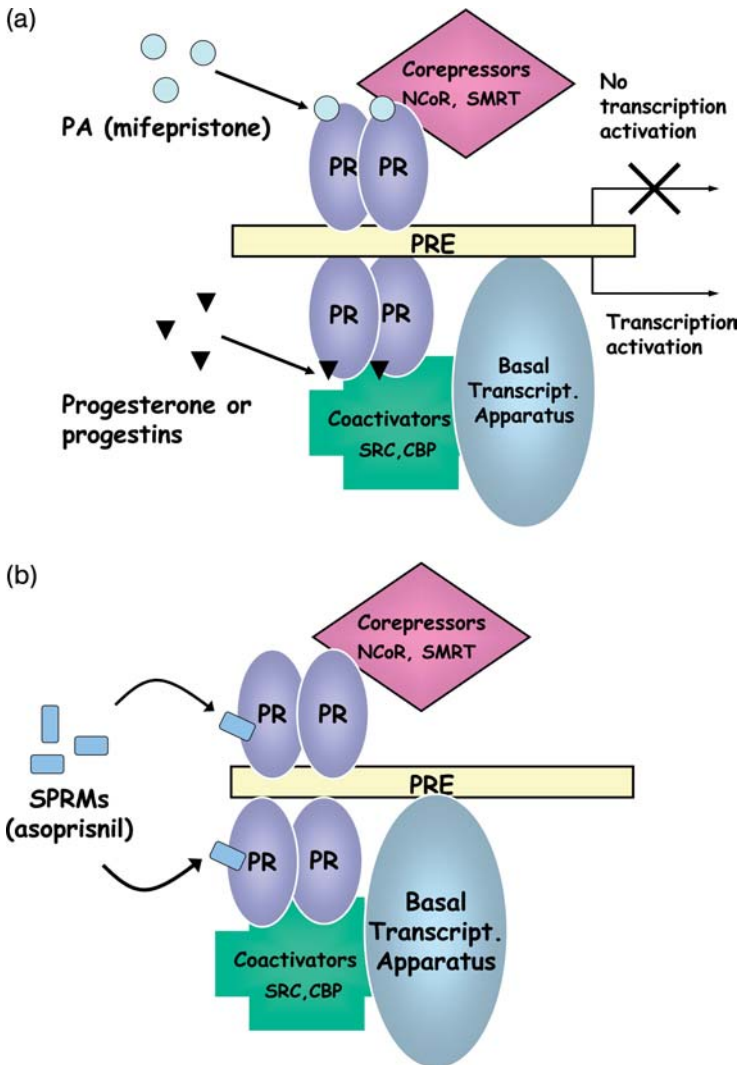 (a)
Corepressors
NCoR, SMRT
No
transcription
activation
PA (mifepristone)
PR
PR
PRE
PR
PR
Transcription
activation
Basal
Transcript.
Apparatus
Progesterone or
progestins
Coactivators
SRC,CBP
(b)
Corepressors
NCoR, SMRT
PR
PR
SPRMs
(asoprisnil)
PRE
PR
PR
Basal
Transcript.
Apparatus
Coactivators
SRC,CBP